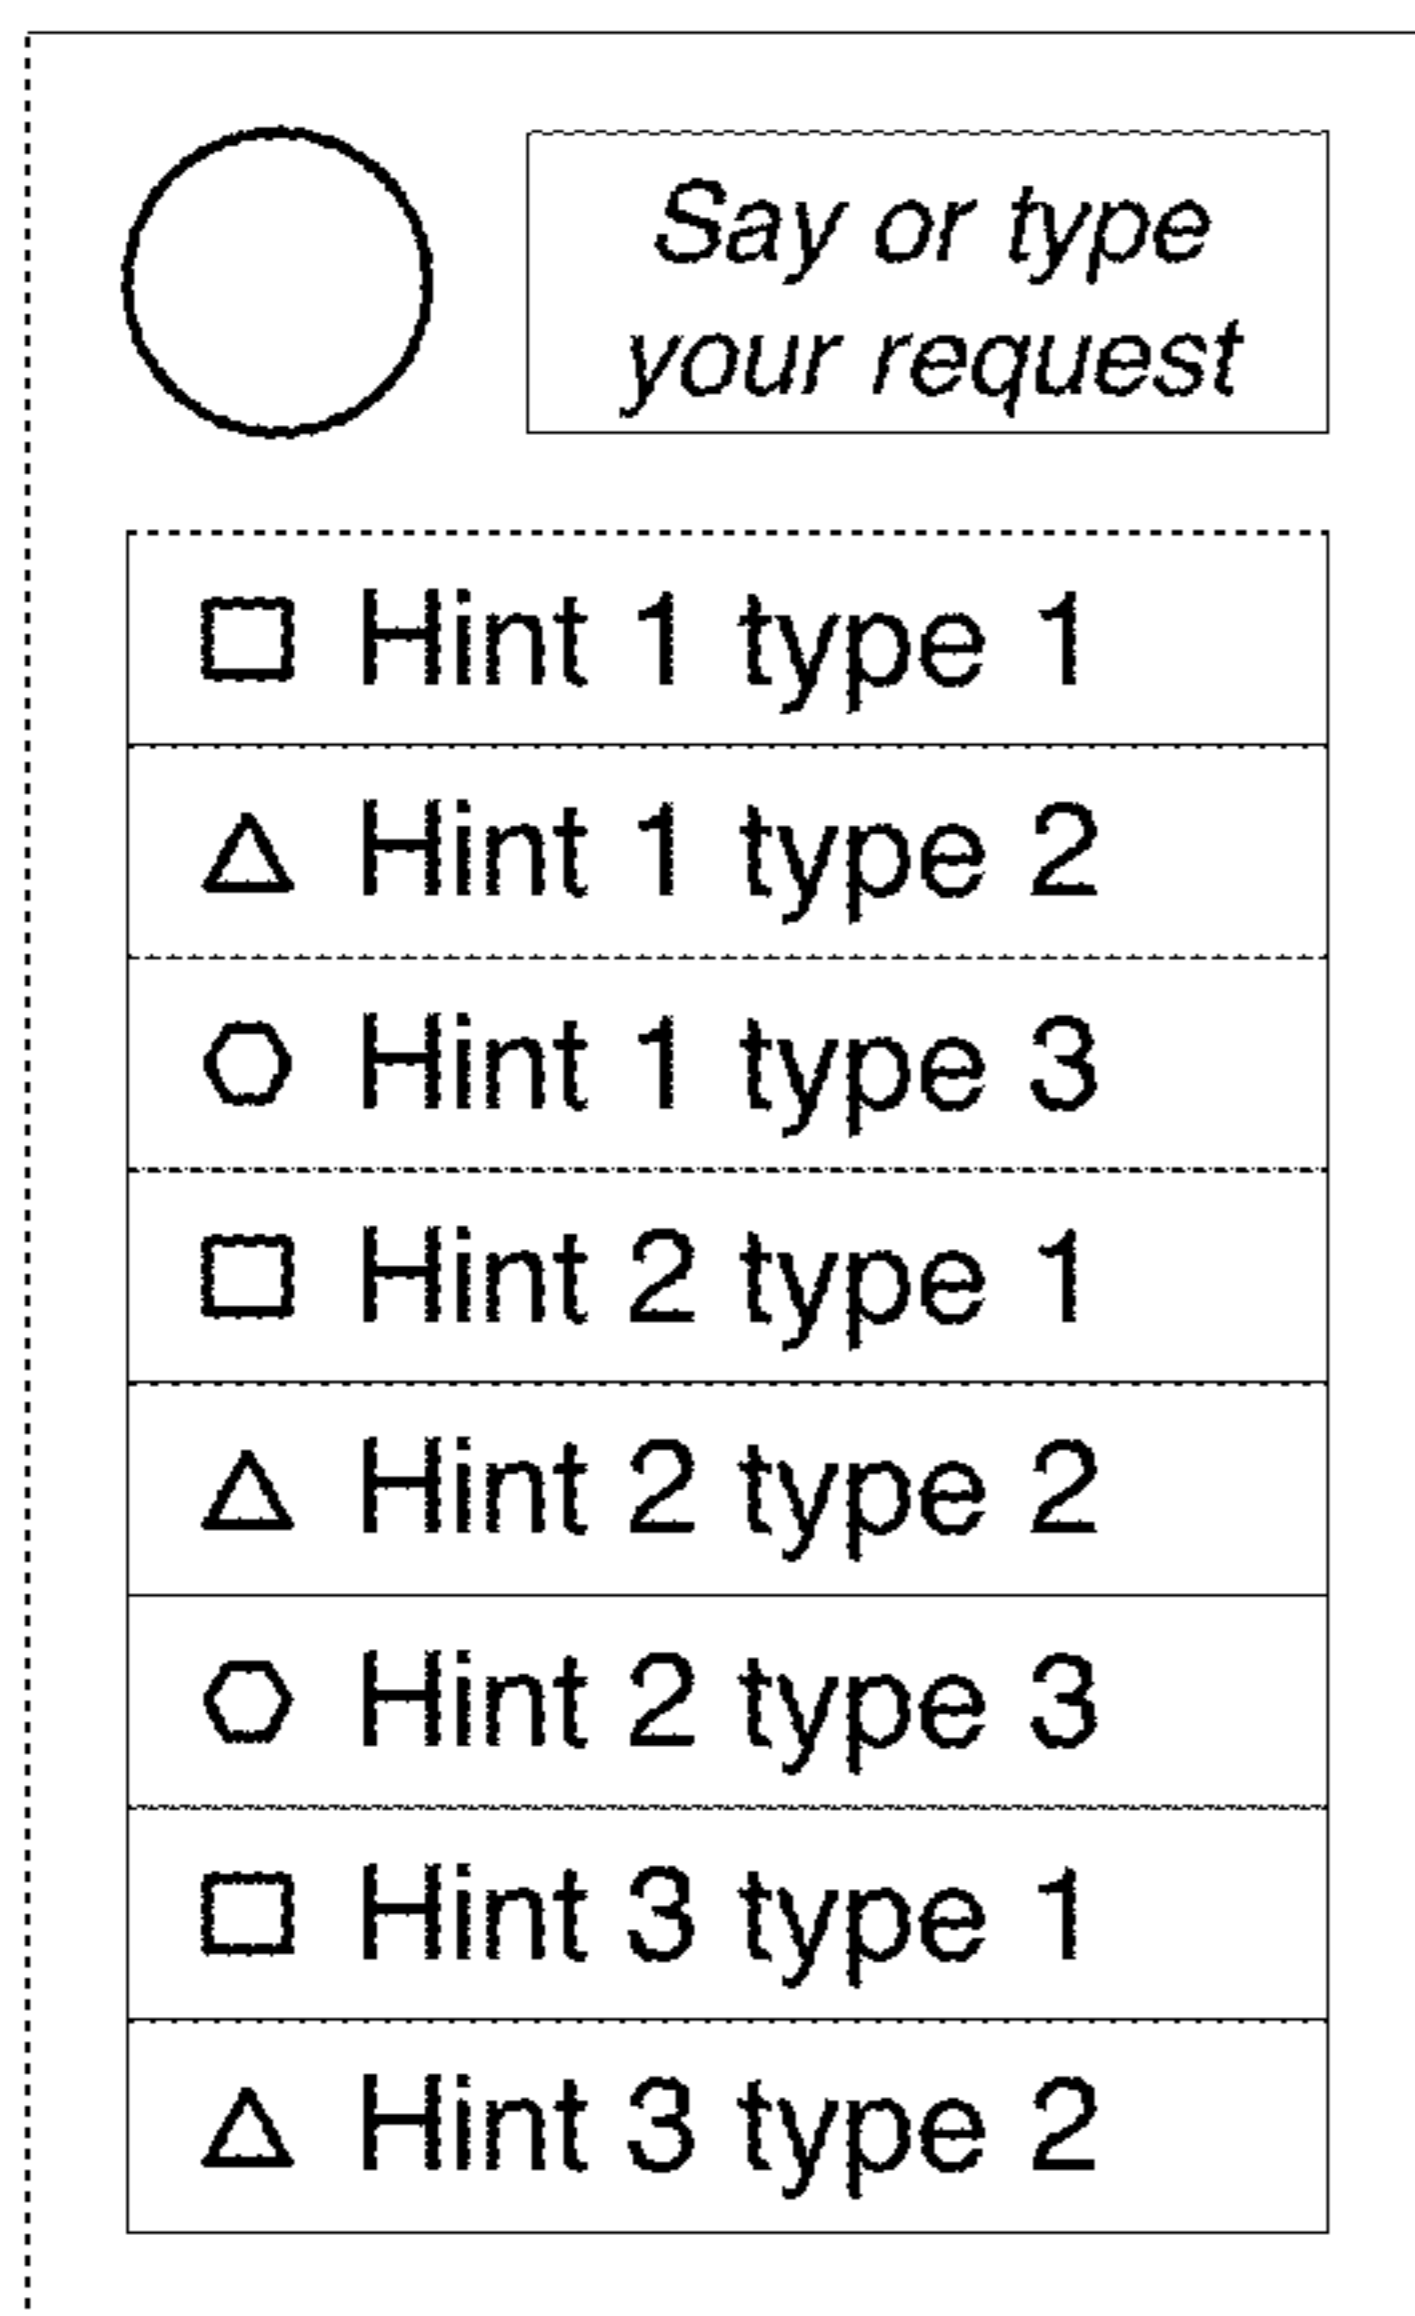 Say or type
your request
Hint 1 type 1
Hint 1 type 2
Hint 1 type 3
Hint 2 type 1
Hint 2 type 2
Hint 2 type 3
Hint 3 type 1
Hint 3 type 2